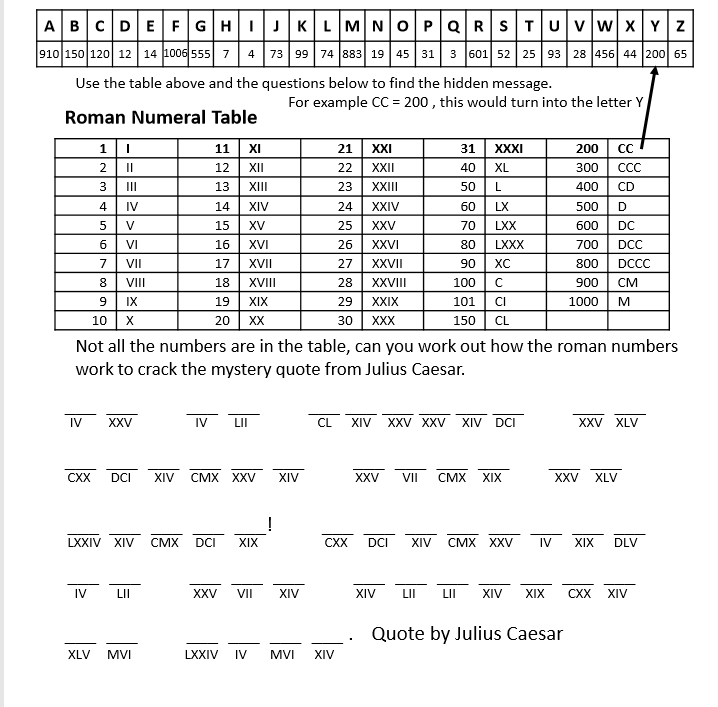 A B C D E F G H I J K L M N O P Q R S T U V W X Y Z
910 150 120 12 14 1006 555 7 4 73 99 74 883 19 45 31 3 601 52 25 93 28 456 44 200 65
Use the table above and the questions below to find the hidden message.
For example CC = 200 , this would turn into the letter Y
Roman Numeral Table
1 I 11 XI 21 XXI 31 XXXI 200 CC
2 II 12 XII 22 XXII 40 XL 300 CCC
3 III 13 XIII 23 XXIII 50 L 400 CD
4 IV 14 XIV 24 XXIV 60 LX 500 D
5 V 15 XV 25 XXV 70 LXX 600 DC
6 VI 16 XVI 26 XXVI 80 LXXX 700 DCC
7 VII 17 XVII 27 XXVII 90 XC 800 DCCC
8 VIII 18 XVIII 28 XXVIII 100 C 900 CM
9 IX 19 XIX 29 XXIX 101 CI 1000 M
10 X 20 XX 30 XXX 150 CL
Not all the numbers are in the table, can you work out how the roman numbers
work to crack the mystery quote from Julius Caesar.
IV XXV IV LII CL XIV XXV XXV XIV DCI XXV XLV
CXX DCI XIV CMX XXV XIV XXV VII CMX XIX XXV XLV
!
LXXIV XIV CMX DCI XIX CXX DCI XIV CMX XXV IV XIX DLV
IV LII XXV VII XIV XIV LII LII XIV XIX CXX XIV
. Quote by Julius Caesar
XLV MVI LXXIV IV MVI XIV